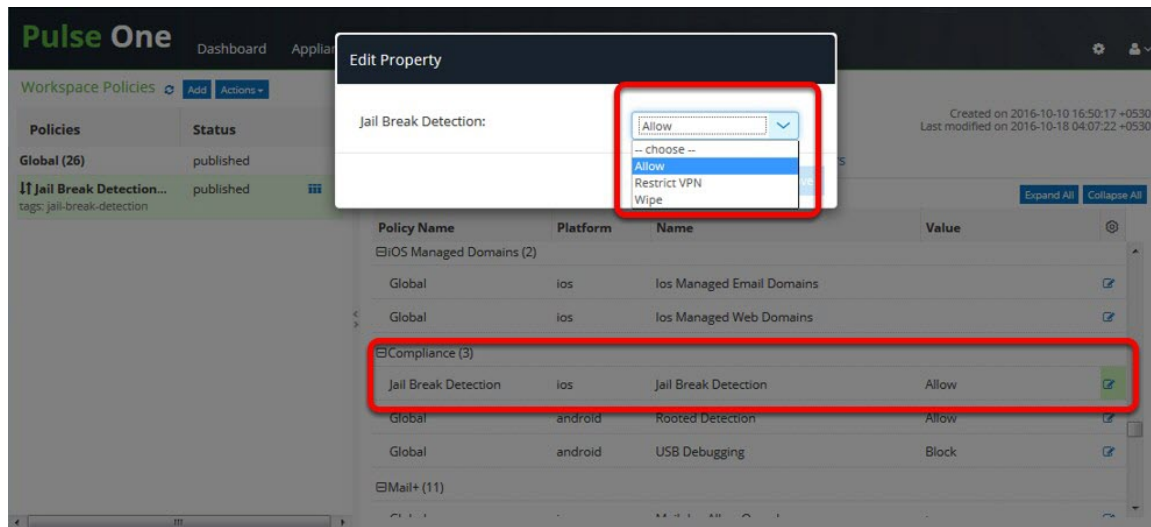 Pulse One
Dashboard Applian
Edit Property
Workspace Policies Add Actions
Jail Break Detection:
Allow
-- choose --
Allow
Restrict VPN
Wipe
Created on 2016-10-10 16:50:17 +0530
Last modified on 2016-10-18 04:07:22 +0530
Policies Status
Global (26) published
Jail Break Detection... published
tags: jail-break-detection
Expand All Collapse All
Policy Name Platform Name Value
iOS Managed Domains (2)
Global ios Ios Managed Email Domains
Global ios Ios Managed Web Domains
Compliance (3)
Jail Break Detection ios Jail Break Detection Allow
Global android Rooted Detection Allow
Global android USB Debugging Block
Mail+ (11)